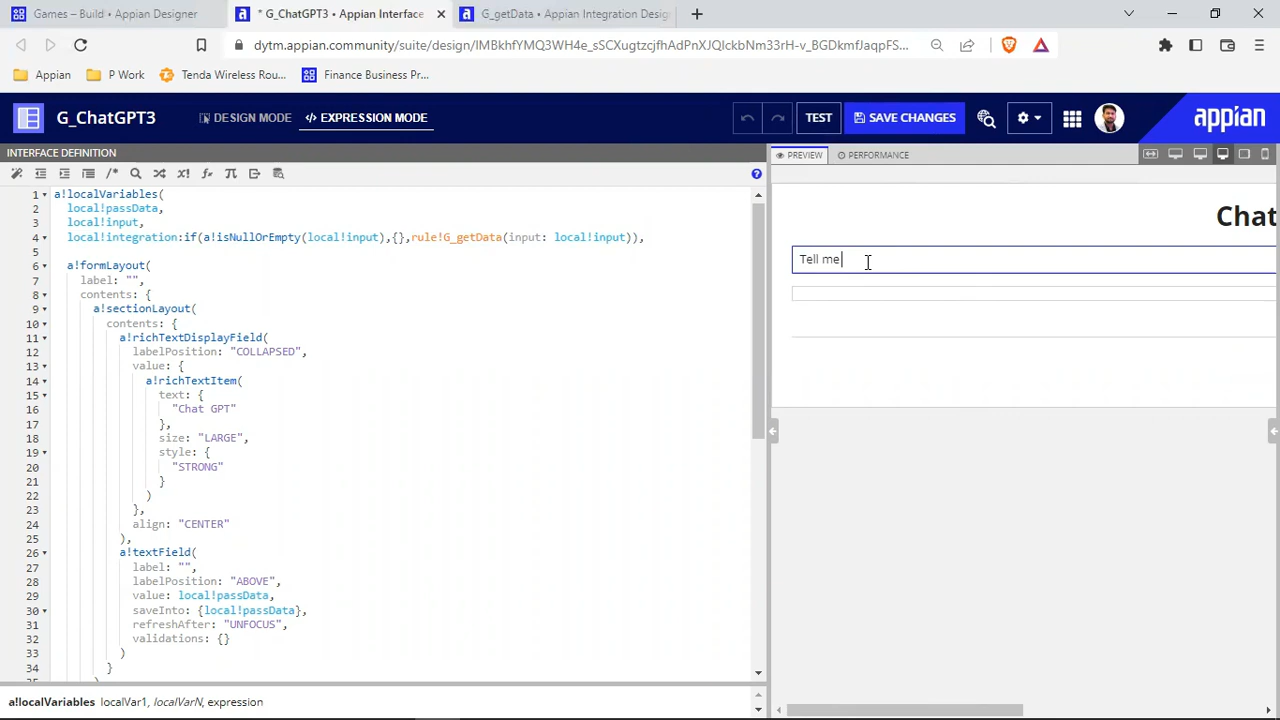 Games – Build • Appian Designer
* G_ChatGPT3 • Appian Interface
G_getData • Appian Integration Desig
dytm.appian.community/suite/design/
Appian
P Work
Tenda Wireless Rou...
Finance Business Pr...
G_ChatGPT3
DESIGN MODE
EXPRESSION MODE
TEST
SAVE CHANGES
appian
INTERFACE DEFINITION
PREVIEW
PERFORMANCE
1 a!localVariables(
2 local!passData,
3 local!input,
4 local!integration:if(a!isNullOrEmpty(local!input),{},rule!G_getData(input: local!input)),
5
6 a!formLayout(
7 label: "",
8 contents: {
9 a!sectionLayout(
10 contents: {
11 a!richTextDisplayField(
12 labelPosition: "COLLAPSED",
13 value: {
14 a!richTextItem(
15 text: {
16 "Chat GPT"
17 },
18 size: "LARGE",
19 style: {
20 "STRONG"
21 }
22 )
23 },
24 align: "CENTER"
25 ),
26 a!textField(
27 label: "",
28 labelPosition: "ABOVE",
29 value: local!passData,
30 saveInto: {local!passData},
31 refreshAfter: "UNFOCUS",
32 validations: {}
33 )
34 }
Chat
Tell me
a!localVariables localVar1, localVarN, expression